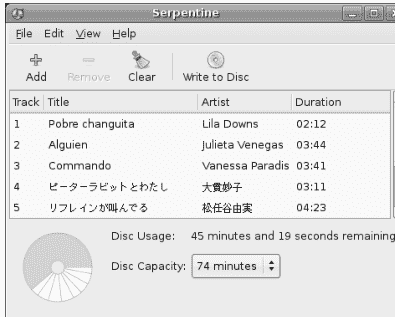 Serpentine
File Edit View Help
Add Remove Clear Write to Disc
Track Title Artist Duration
1 Pobre changuita Lila Downs 02:12
2 Alguien Julieta Venegas 03:44
3 Commando Vanessa Paradis 03:41
4 ピーターラビットとわたし 大貫妙子 03:11
5 リフレインが叫んでる 松任谷由実 04:23
Disc Usage: 45 minutes and 19 seconds remaining
Disc Capacity: 74 minutes